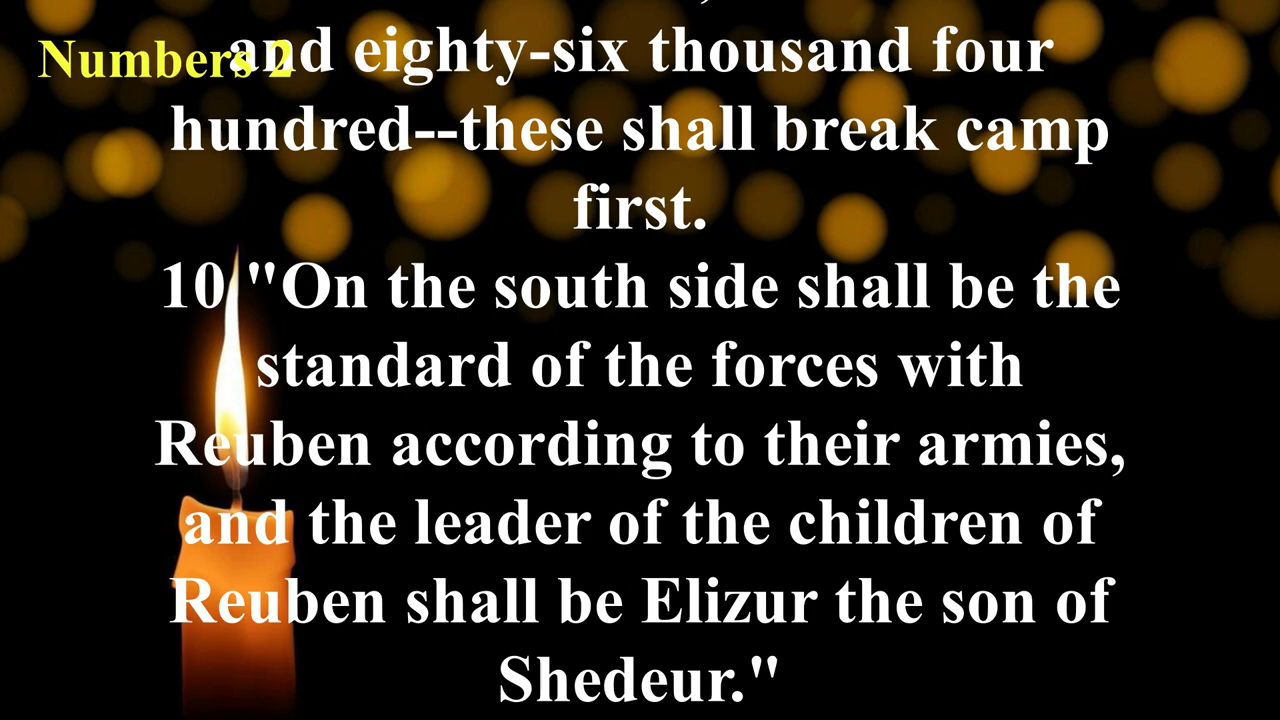 Numbers 2
and eighty-six thousand four
hundred--these shall break camp
first.
10 "On the south side shall be the
standard of the forces with
Reuben according to their armies,
and the leader of the children of
Reuben shall be Elizur the son of
Shedeur."